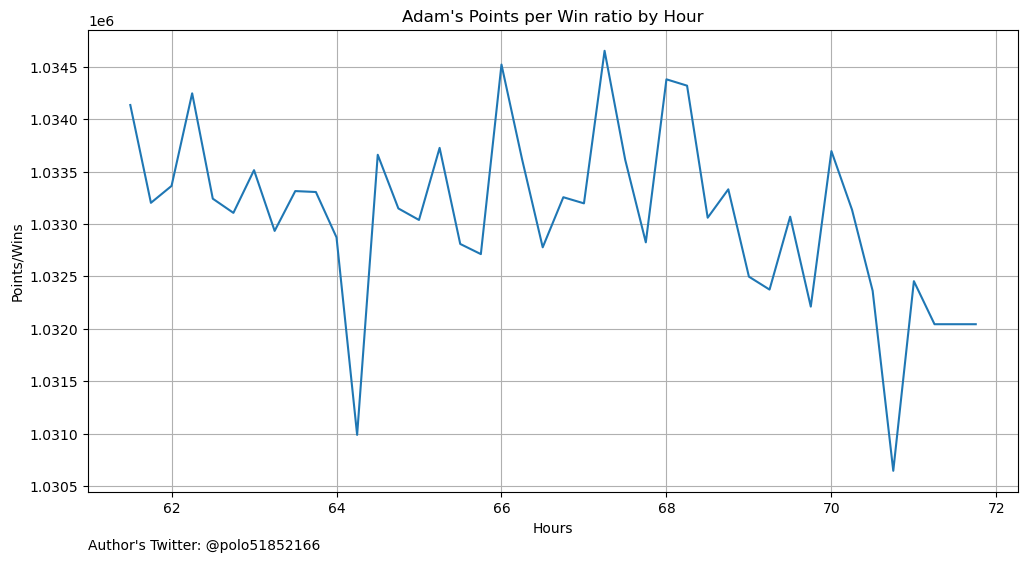 Adam's Points per Win ratio by Hour
1e6
1.0345
1.0340
1.0335
1.0330
1.0325
1.0320
1.0315
1.0310
1.0305
Points/Wins
62 64 66 68 70 72
Hours
Author's Twitter: @polo51852166